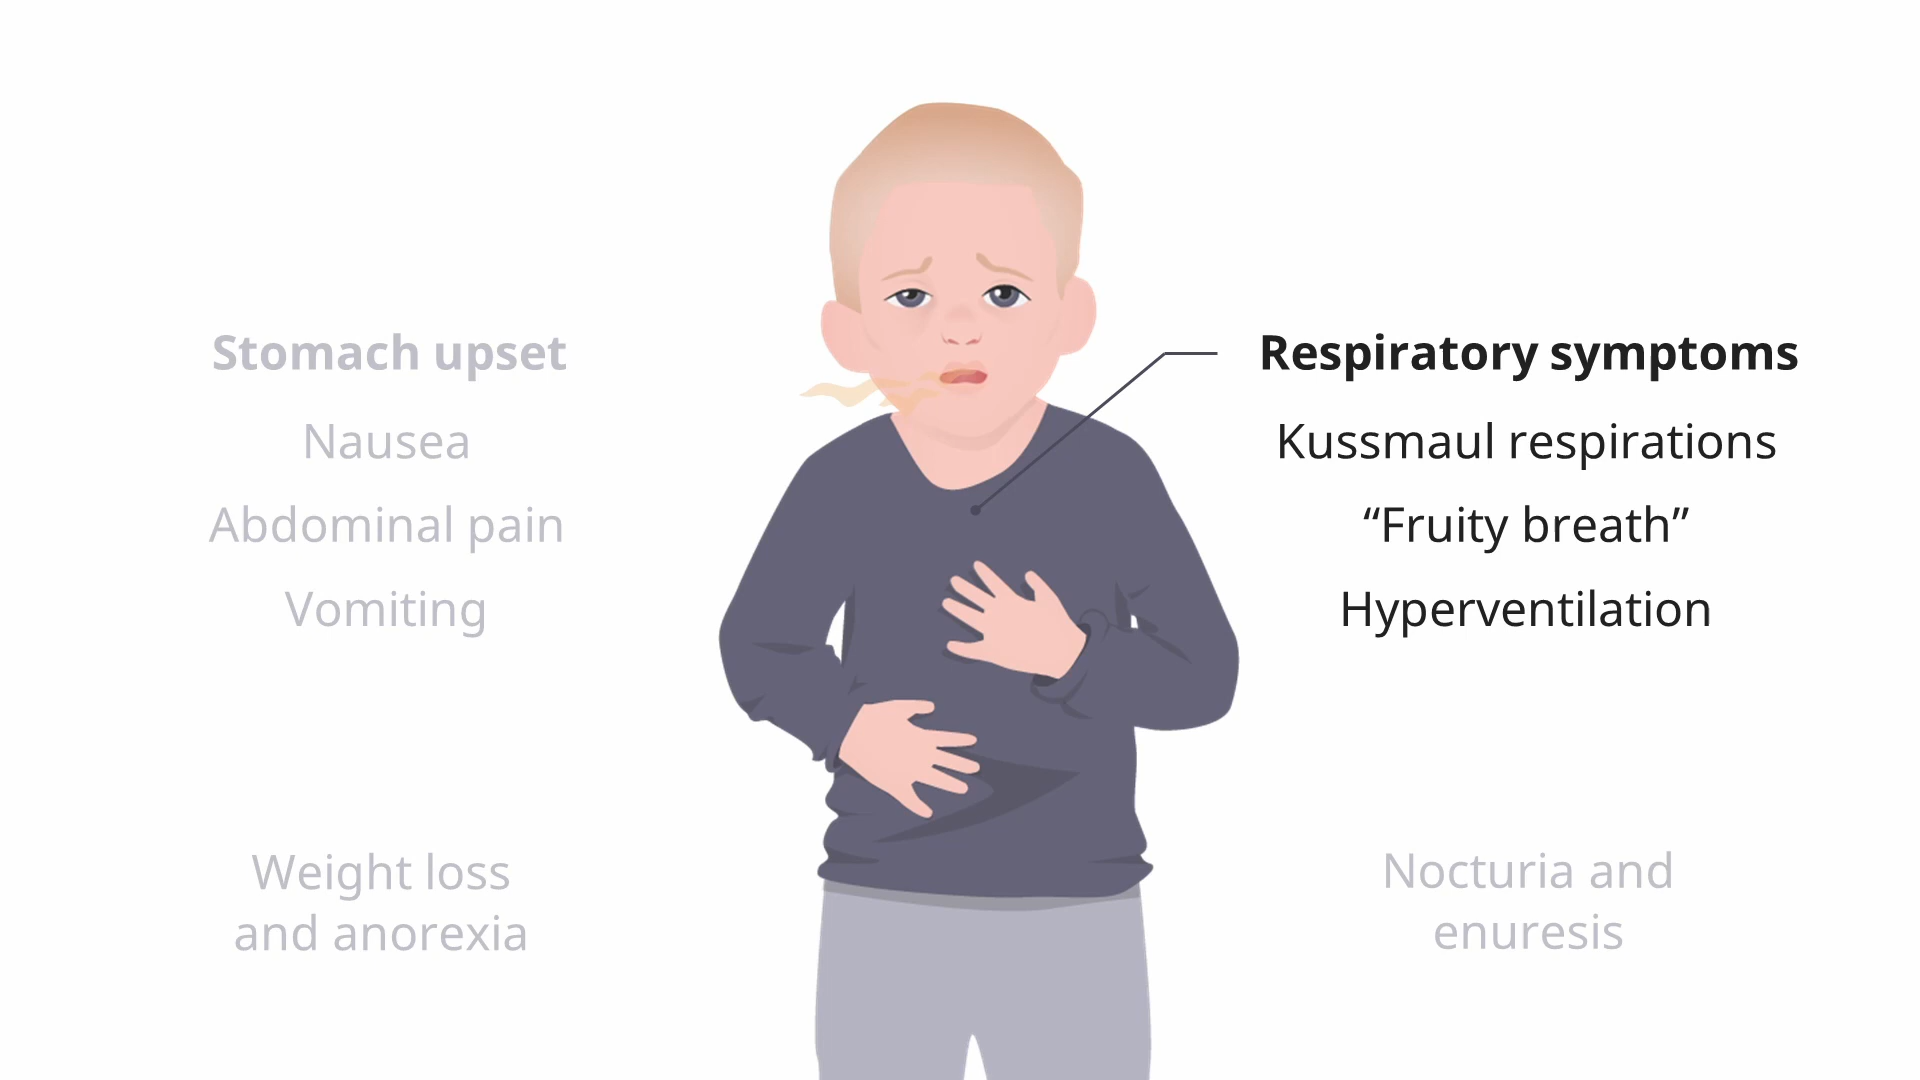 Stomach upset
Nausea
Abdominal pain
Vomiting
Weight loss
and anorexia
Respiratory symptoms
Kussmaul respirations
“Fruity breath”
Hyperventilation
Nocturia and
enuresis